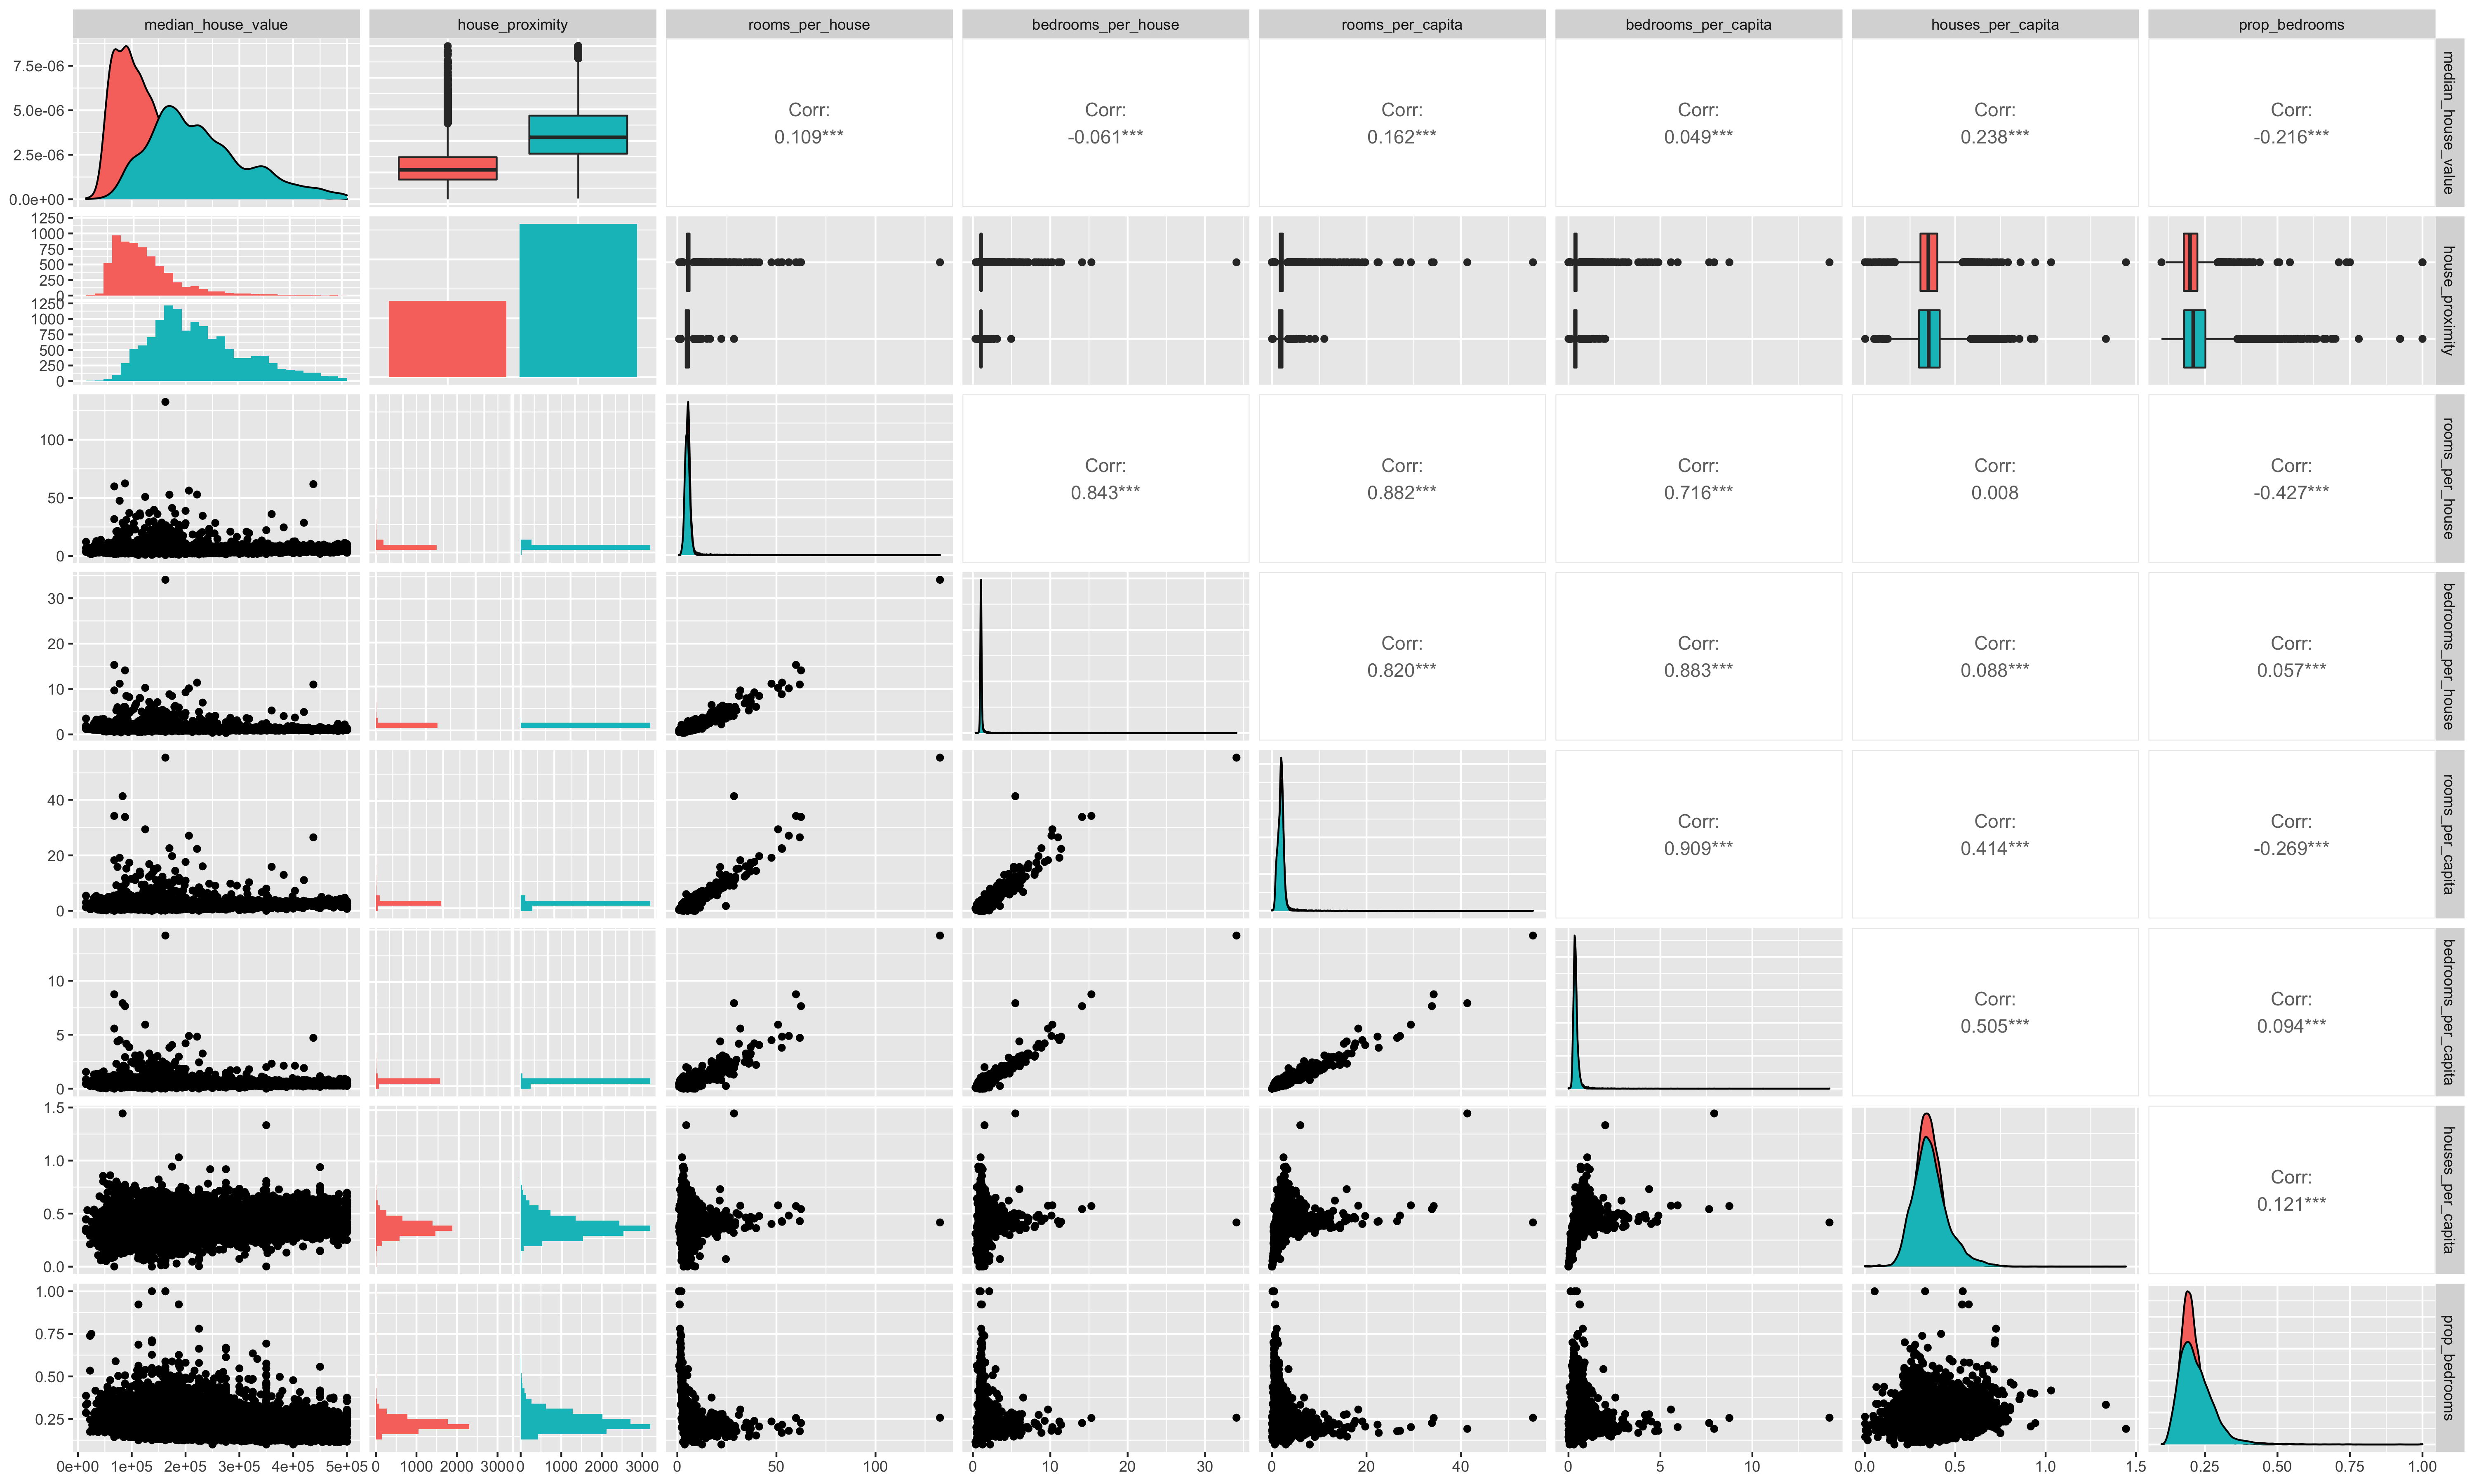 median_house_value
house_proximity
rooms_per_house
bedrooms_per_house
rooms_per_capita
bedrooms_per_capita
houses_per_capita
prop_bedrooms
7.5e-06
5.0e-06
2.5e-06
0.0e+00
Corr:
0.109***
Corr:
-0.061***
Corr:
0.162***
Corr:
0.049***
Corr:
0.238***
Corr:
-0.216***
median_house_value
1250
1000
750
500
250
0
1250
1000
750
500
250
0
house_proximity
100
50
0
Corr:
0.843***
Corr:
0.882***
Corr:
0.716***
Corr:
0.008
Corr:
-0.427***
rooms_per_house
30
20
10
0
Corr:
0.820***
Corr:
0.883***
Corr:
0.088***
Corr:
0.057***
bedrooms_per_house
40
20
0
Corr:
0.909***
Corr:
0.414***
Corr:
-0.269***
rooms_per_capita
10
5
0
Corr:
0.505***
Corr:
0.094***
bedrooms_per_capita
1.5
1.0
0.5
0.0
Corr:
0.121***
houses_per_capita
1.00
0.75
0.50
0.25
prop_bedrooms
0e+00 1e+05 2e+05 3e+05 4e+05 5e+05
0 1000 2000 3000
0 1000 2000 3000
0 50 100
0 10 20 30
0 20 40
0 5 10
0.0 0.5 1.0 1.5
0.25 0.50 0.75 1.00